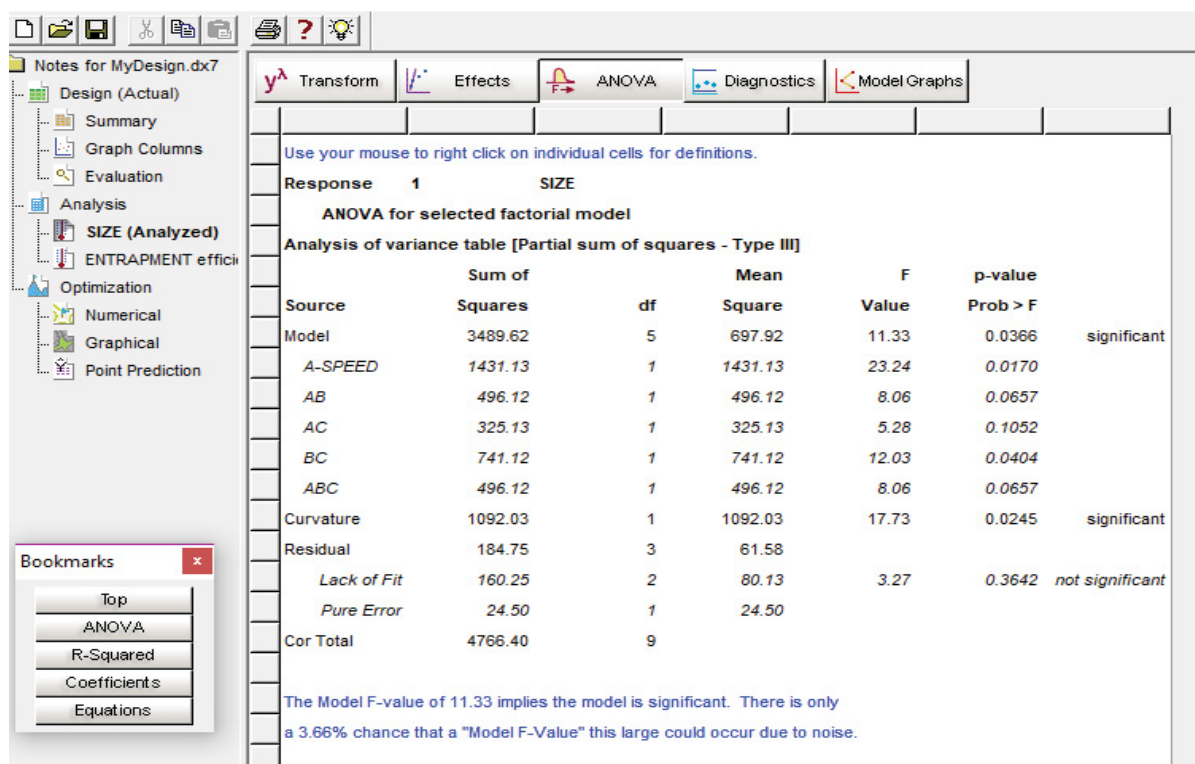 Notes for MyDesign.dx7
Design (Actual)
Summary
Graph Columns
Evaluation
Analysis
SIZE (Analyzed)
ENTRAPMENT effici
Optimization
Numerical
Graphical
Point Prediction
Bookmarks x
Top
ANOVA
R-Squared
Coefficients
Equations
yλ Transform Effects ANOVA Diagnostics Model Graphs
Use your mouse to right click on individual cells for definitions.
Response 1 SIZE
ANOVA for selected factorial model
Analysis of variance table [Partial sum of squares - Type III]
Sum of Mean F p-value
Source Squares df Square Value Prob > F
Model 3489.62 5 697.92 11.33 0.0366 significant
A-SPEED 1431.13 1 1431.13 23.24 0.0170
AB 496.12 1 496.12 8.06 0.0657
AC 325.13 1 325.13 5.28 0.1052
BC 741.12 1 741.12 12.03 0.0404
ABC 496.12 1 496.12 8.06 0.0657
Curvature 1092.03 1 1092.03 17.73 0.0245 significant
Residual 184.75 3 61.58
Lack of Fit 160.25 2 80.13 3.27 0.3642 not significant
Pure Error 24.50 1 24.50
Cor Total 4766.40 9
The Model F-value of 11.33 implies the model is significant. There is only
a 3.66% chance that a "Model F-Value" this large could occur due to noise.